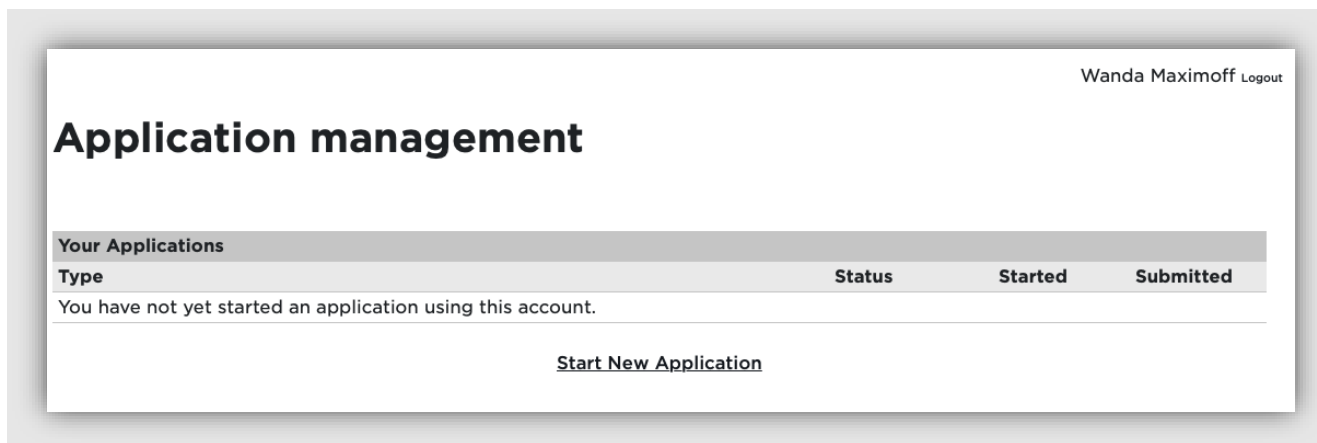 Wanda Maximoff Logout
Application management
Your Applications
Type Status Started Submitted
You have not yet started an application using this account.
Start New Application